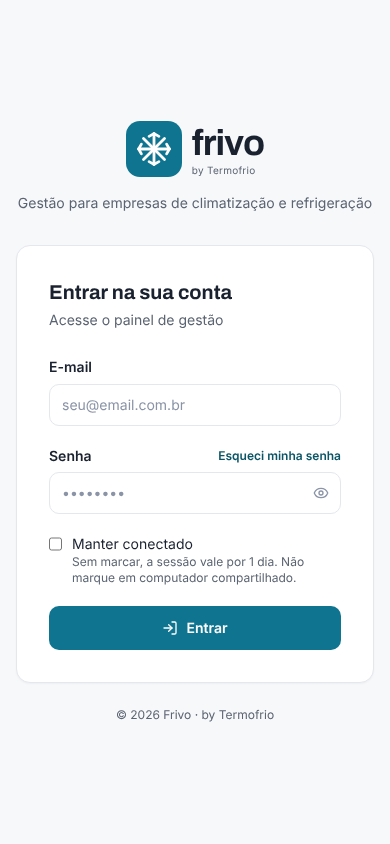 frivo
by Termofrio
Gestão para empresas de climatização e refrigeração
Entrar na sua conta
Acesse o painel de gestão
E-mail
seu@email.com.br
Senha
Esqueci minha senha
••••••••
Manter conectado
Sem marcar, a sessão vale por 1 dia. Não
marque em computador compartilhado.
Entrar
© 2026 Frivo · by Termofrio